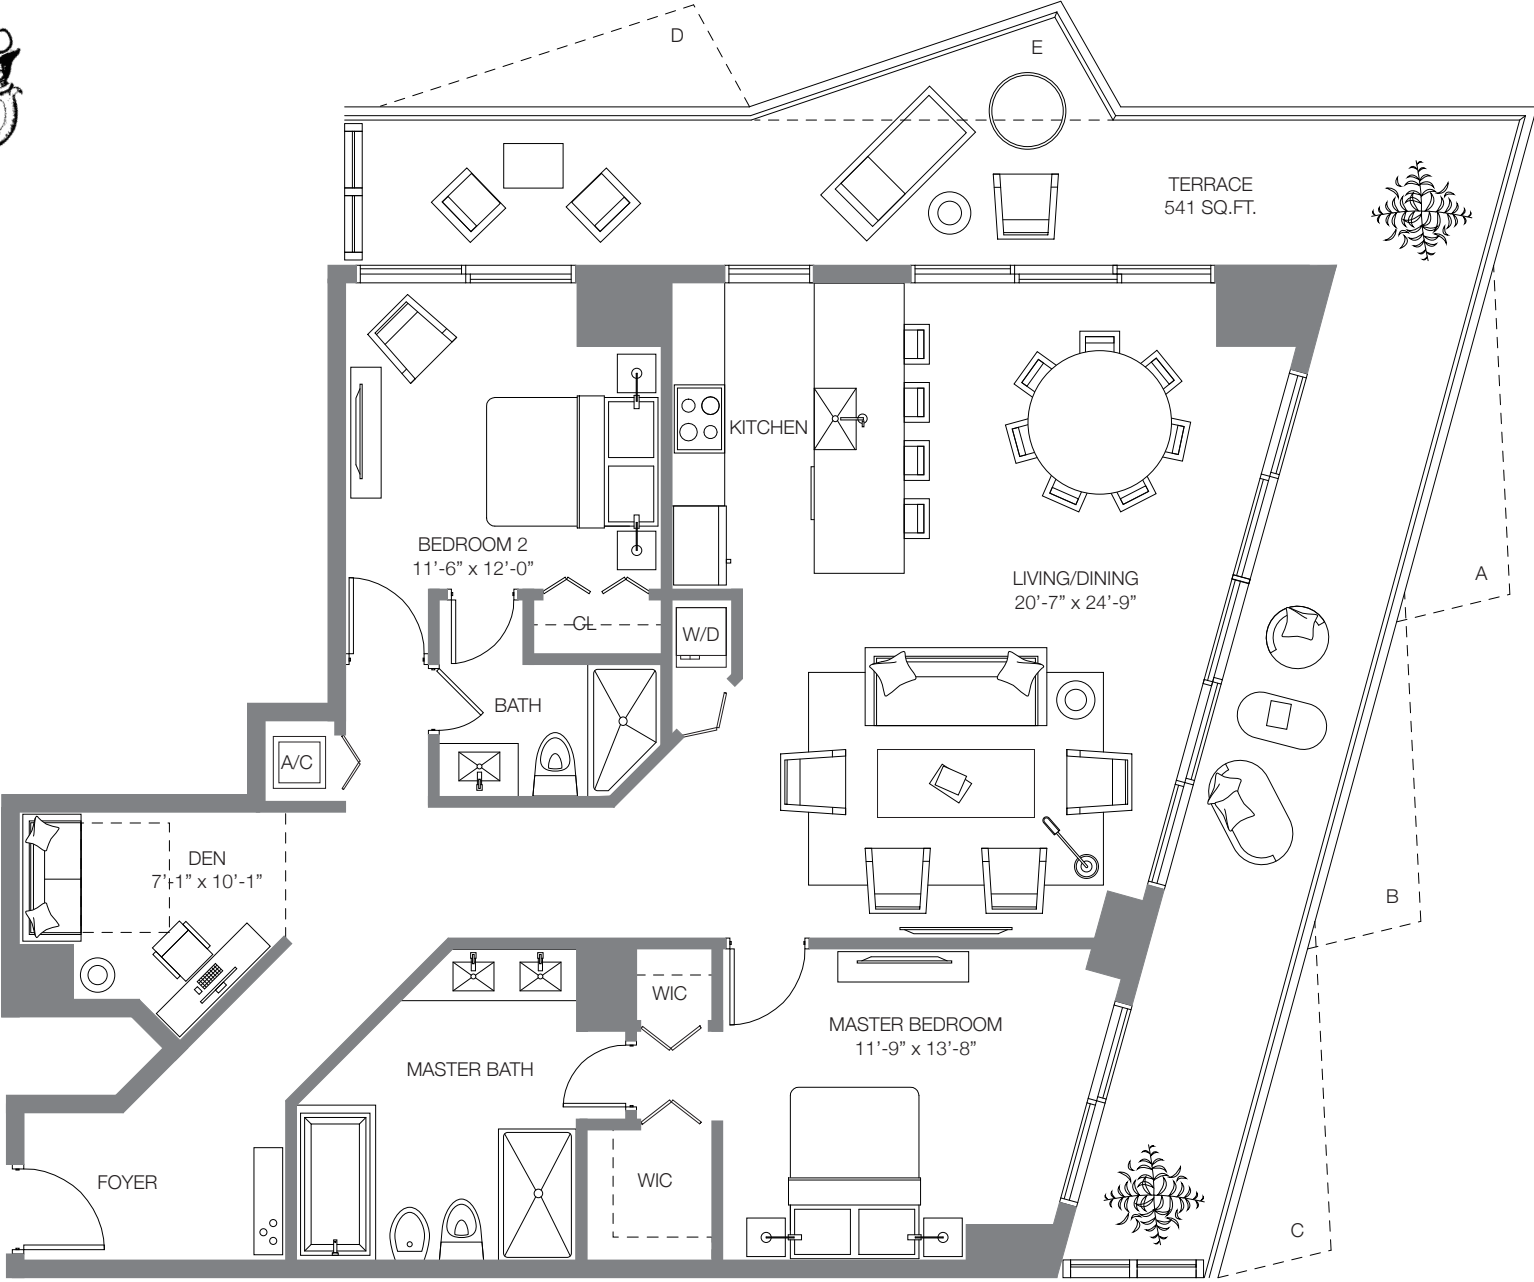 D
E
TERRACE
541 SQ.FT.
KITCHEN
BEDROOM 2
11’-6” x 12’-0”
A
LIVING/DINING
20’-7” x 24’-9”
CL
W/D
BATH
A/C
DEN
7’-1” x 10’-1”
B
WIC
MASTER BEDROOM
11’-9” x 13’-8”
MASTER BATH
FOYER
WIC
C